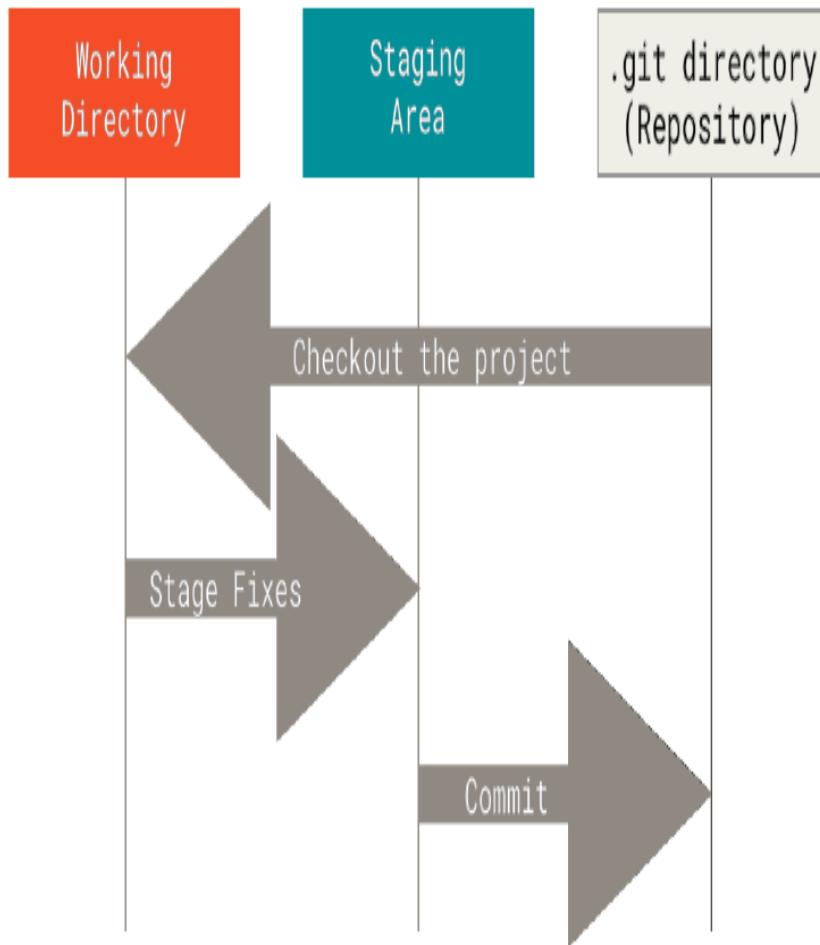 Working
Directory
Staging
Area
.git directory
(Repository)
Checkout the project
Stage Fixes
Commit